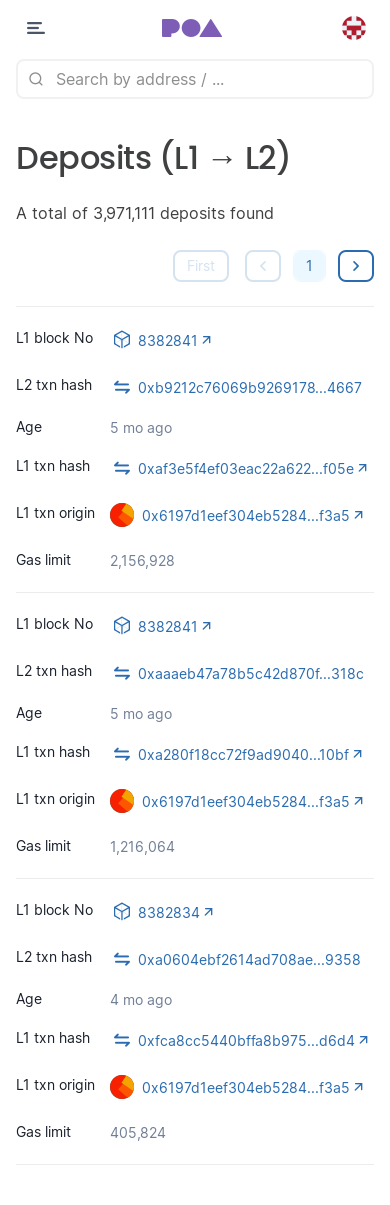 POA
Search by address / ...
Deposits (L1 → L2)
A total of 3,971,111 deposits found
First 1
L1 block No 8382841
L2 txn hash 0xb9212c76069b9269178...4667
Age 5 mo ago
L1 txn hash 0xaf3e5f4ef03eac22a622...f05e
L1 txn origin 0x6197d1eef304eb5284...f3a5
Gas limit 2,156,928
L1 block No 8382841
L2 txn hash 0xaaaeb47a78b5c42d870f...318c
Age 5 mo ago
L1 txn hash 0xa280f18cc72f9ad9040...10bf
L1 txn origin 0x6197d1eef304eb5284...f3a5
Gas limit 1,216,064
L1 block No 8382834
L2 txn hash 0xa0604ebf2614ad708ae...9358
Age 4 mo ago
L1 txn hash 0xfca8cc5440bffa8b975...d6d4
L1 txn origin 0x6197d1eef304eb5284...f3a5
Gas limit 405,824